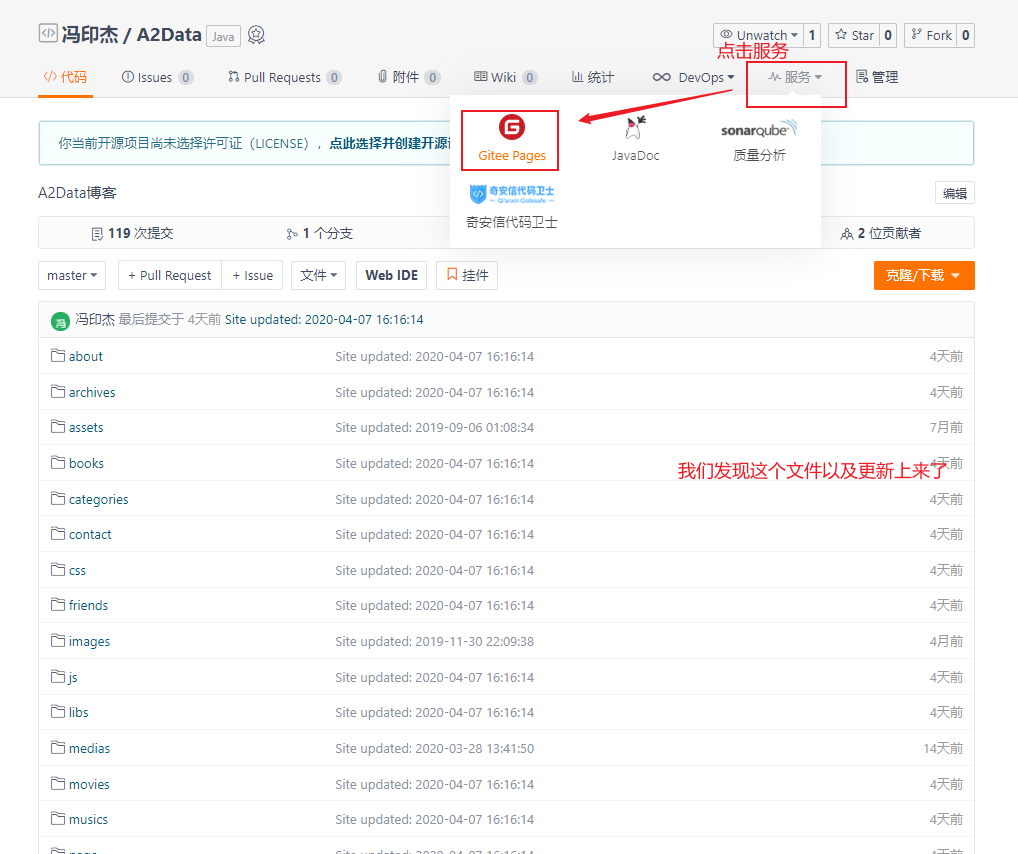 冯印杰 / A2Data Java
Unwatch 1 Star 0 Fork 0
点击服务
代码 Issues 0 Pull Requests 0 附件 0 Wiki 0 统计 DevOps 服务 管理
Gitee Pages JavaDoc sonarqube 质量分析
奇安信代码卫士
Qi'anxin Codesafe
奇安信代码卫士
你当前开源项目尚未选择许可证（LICENSE），点此选择并创建开源
A2Data博客 编辑
119 次提交 1 个分支 2 位贡献者
master + Pull Request + Issue 文件 Web IDE 挂件 克隆/下载
冯 冯印杰 最后提交于 4天前 Site updated: 2020-04-07 16:16:14
about Site updated: 2020-04-07 16:16:14 4天前
archives Site updated: 2020-04-07 16:16:14 4天前
assets Site updated: 2019-09-06 01:08:34 7月前
books Site updated: 2020-04-07 16:16:14 4天前
我们发现这个文件以及更新上来了
categories Site updated: 2020-04-07 16:16:14 4天前
contact Site updated: 2020-04-07 16:16:14 4天前
css Site updated: 2020-04-07 16:16:14 4天前
friends Site updated: 2020-04-07 16:16:14 4天前
images Site updated: 2019-11-30 22:09:38 4月前
js Site updated: 2020-04-07 16:16:14 4天前
libs Site updated: 2020-04-07 16:16:14 4天前
medias Site updated: 2020-03-28 13:41:50 14天前
movies Site updated: 2020-04-07 16:16:14 4天前
musics Site updated: 2020-04-07 16:16:14 4天前